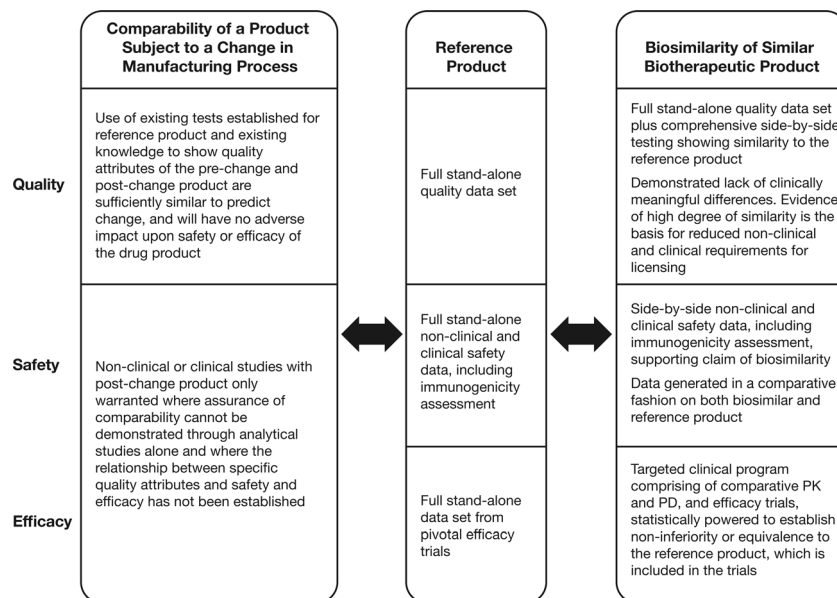 Comparability of a Product
Subject to a Change in
Manufacturing Process
Reference
Product
Biosimilarity of Similar
Biotherapeutic Product
Quality
Use of existing tests established for
reference product and existing
knowledge to show quality
attributes of the pre-change and
post-change product are
sufficiently similar to predict
change, and will have no adverse
impact upon safety or efficacy of
the drug product
Full stand-alone
quality data set
Full stand-alone quality data set
plus comprehensive side-by-side
testing showing similarity to the
reference product
Demonstrated lack of clinically
meaningful differences. Evidence
of high degree of similarity is the
basis for reduced non-clinical
and clinical requirements for
licensing
Safety
Non-clinical or clinical studies with
post-change product only
warranted where assurance of
comparability cannot be
demonstrated through analytical
studies alone and where the
relationship between specific
quality attributes and safety and
efficacy has not been established
Full stand-alone
non-clinical and
clinical safety
data, including
immunogenicity
assessment
Side-by-side non-clinical and
clinical safety data, including
immunogenicity assessment,
supporting claim of biosimilarity
Data generated in a comparative
fashion on both biosimilar and
reference product
Efficacy
Full stand-alone
data set from
pivotal efficacy
trials
Targeted clinical program
comprising of comparative PK
and PD, and efficacy trials,
statistically powered to establish
non-inferiority or equivalence to
the reference product, which is
included in the trials